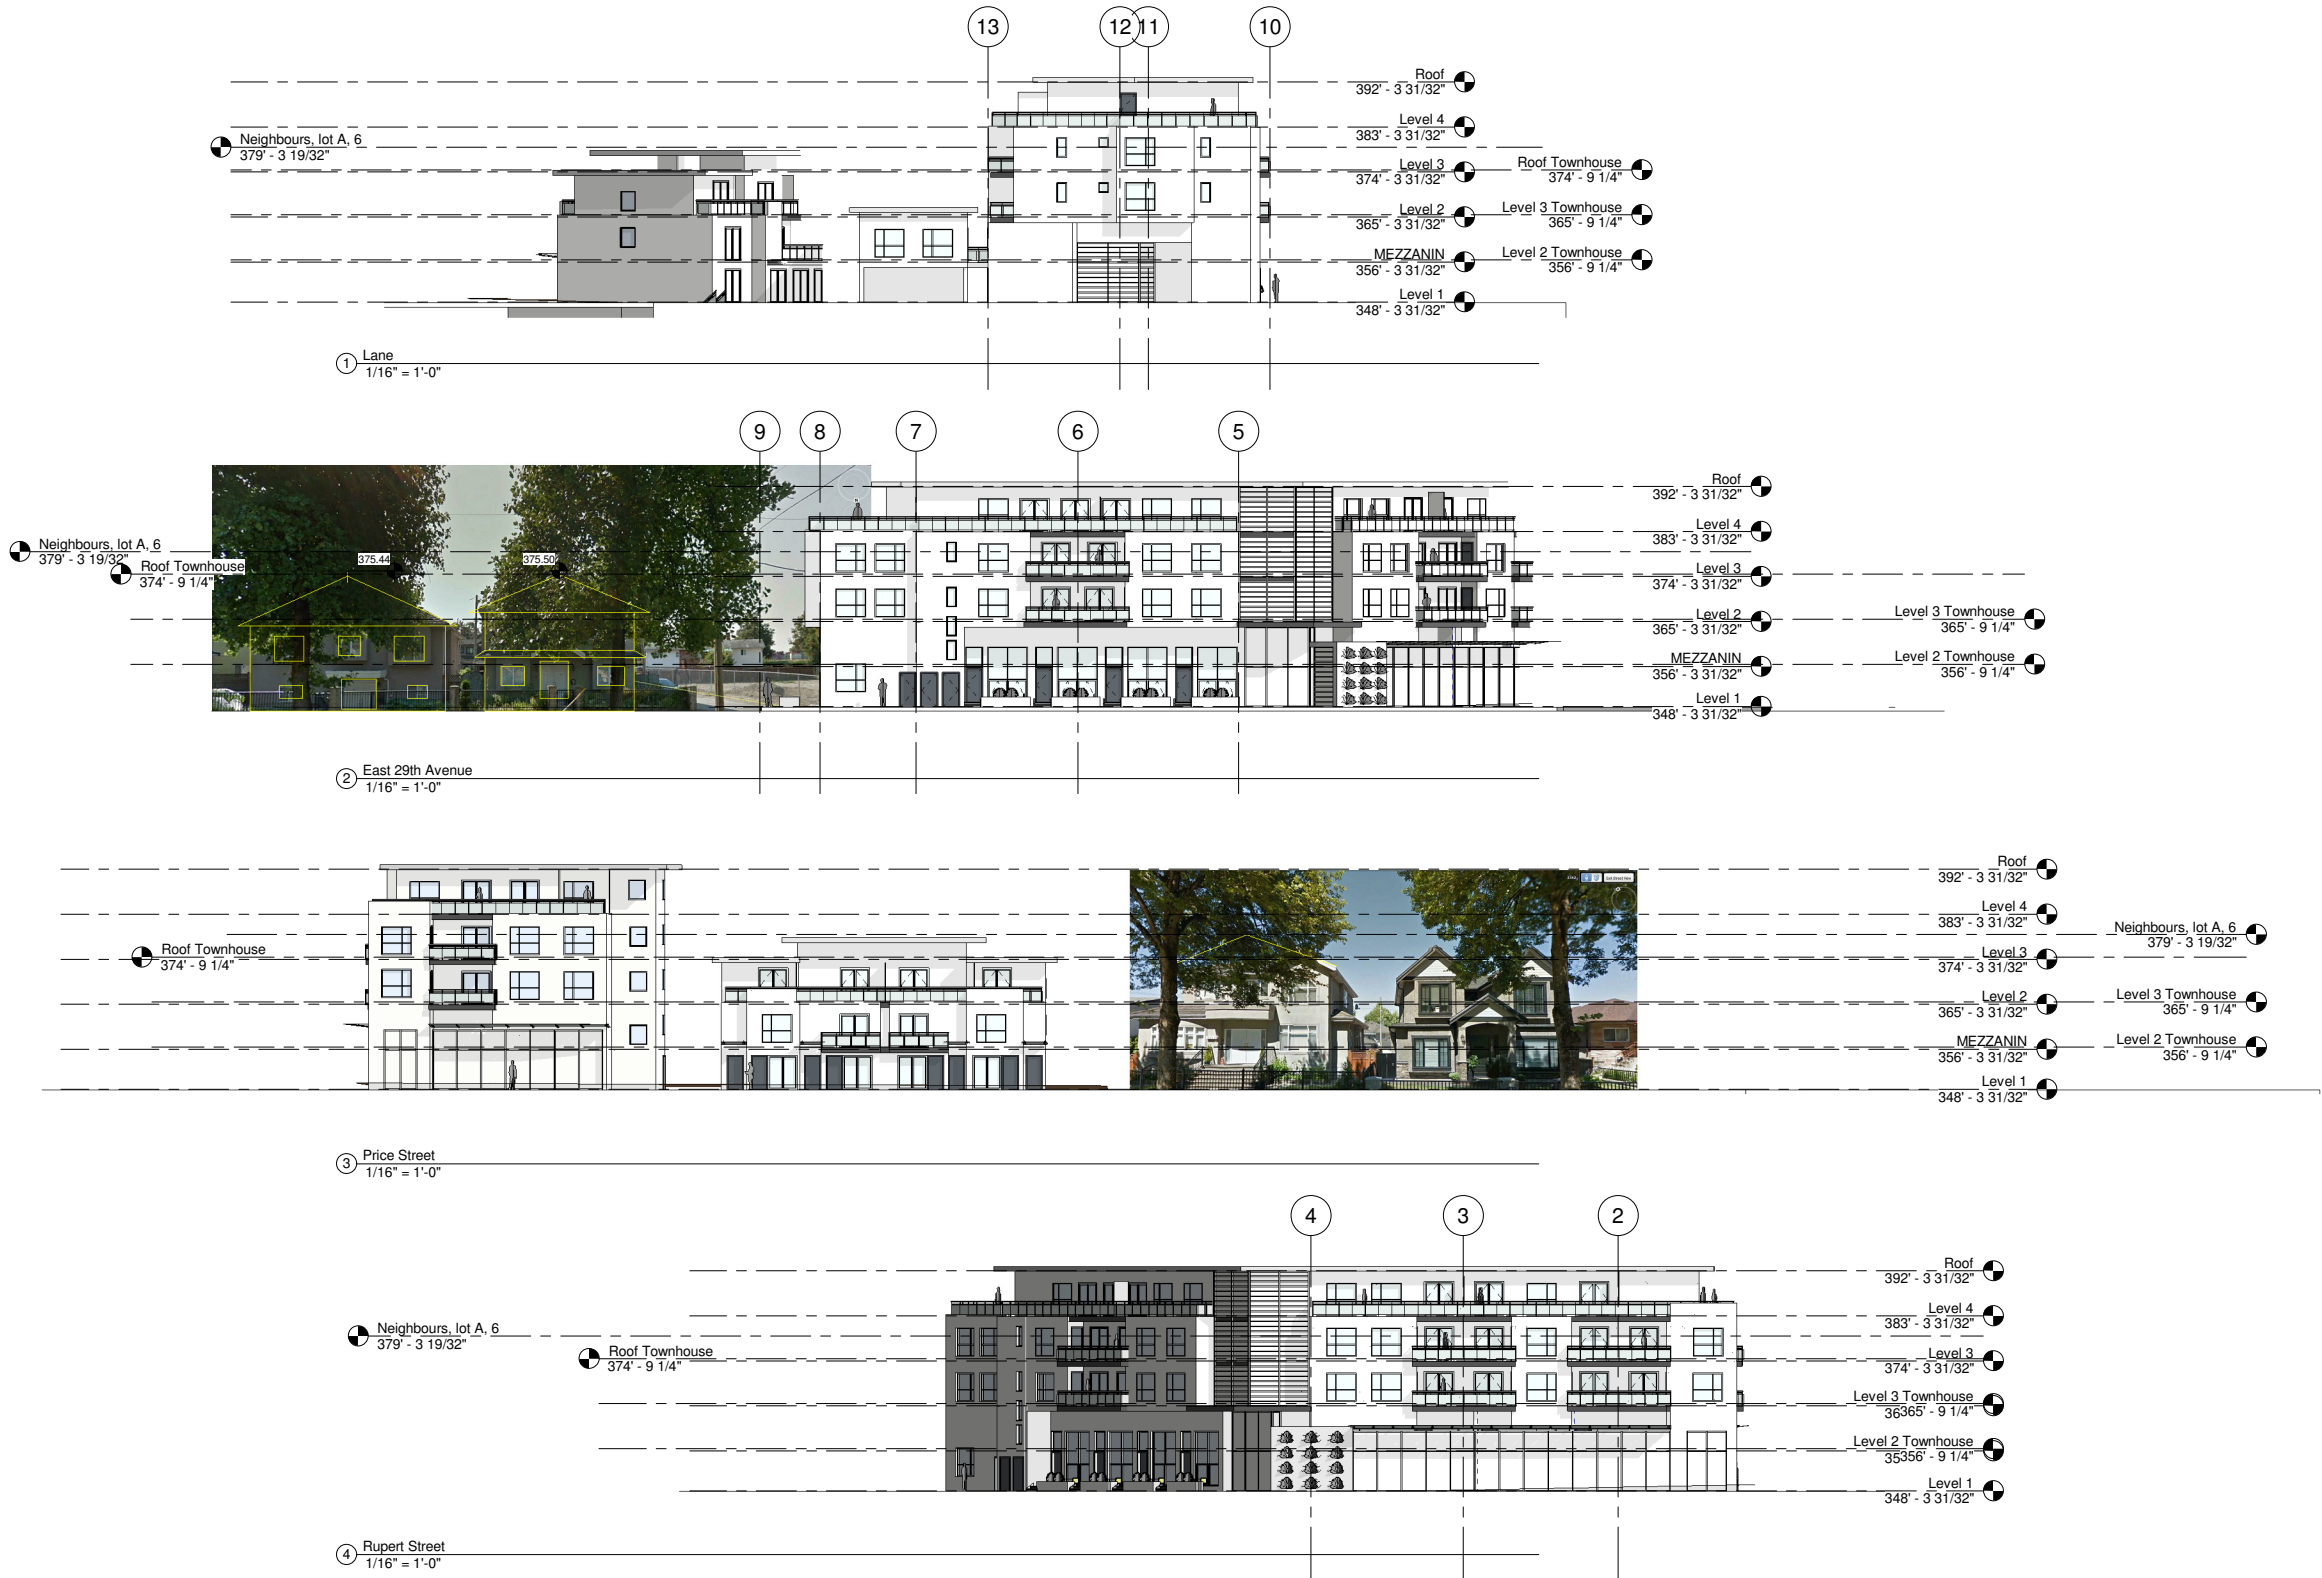 13
12
11
10
Roof
392' - 3 31/32"
Level 4
383' - 3 31/32"
Neighbours, lot A, 6
379' - 3 19/32"
Level 3
374' - 3 31/32"
Roof Townhouse
374' - 9 1/4"
Level 2
365' - 3 31/32"
Level 3 Townhouse
365' - 9 1/4"
MEZZANIN
356' - 3 31/32"
Level 2 Townhouse
356' - 9 1/4"
Level 1
348' - 3 31/32"
1 Lane
1/16" = 1'-0"
9
8
7
6
5
Roof
392' - 3 31/32"
Level 4
383' - 3 31/32"
Neighbours, lot A, 6
379' - 3 19/32"
Roof Townhouse
374' - 9 1/4"
375.44
375.50
Level 3
374' - 3 31/32"
Level 2
365' - 3 31/32"
Level 3 Townhouse
365' - 9 1/4"
MEZZANIN
356' - 3 31/32"
Level 2 Townhouse
356' - 9 1/4"
Level 1
348' - 3 31/32"
2 East 29th Avenue
1/16" = 1'-0"
Roof
392' - 3 31/32"
Level 4
383' - 3 31/32"
Neighbours, lot A, 6
379' - 3 19/32"
Roof Townhouse
374' - 9 1/4"
Level 3
374' - 3 31/32"
Level 2
365' - 3 31/32"
Level 3 Townhouse
365' - 9 1/4"
MEZZANIN
356' - 3 31/32"
Level 2 Townhouse
356' - 9 1/4"
Level 1
348' - 3 31/32"
3 Price Street
1/16" = 1'-0"
4
3
2
Roof
392' - 3 31/32"
Level 4
383' - 3 31/32"
Neighbours, lot A, 6
379' - 3 19/32"
Roof Townhouse
374' - 9 1/4"
Level 3
374' - 3 31/32"
Level 3 Townhouse
36365' - 9 1/4"
Level 2 Townhouse
35356' - 9 1/4"
Level 1
348' - 3 31/32"
4 Rupert Street
1/16" = 1'-0"